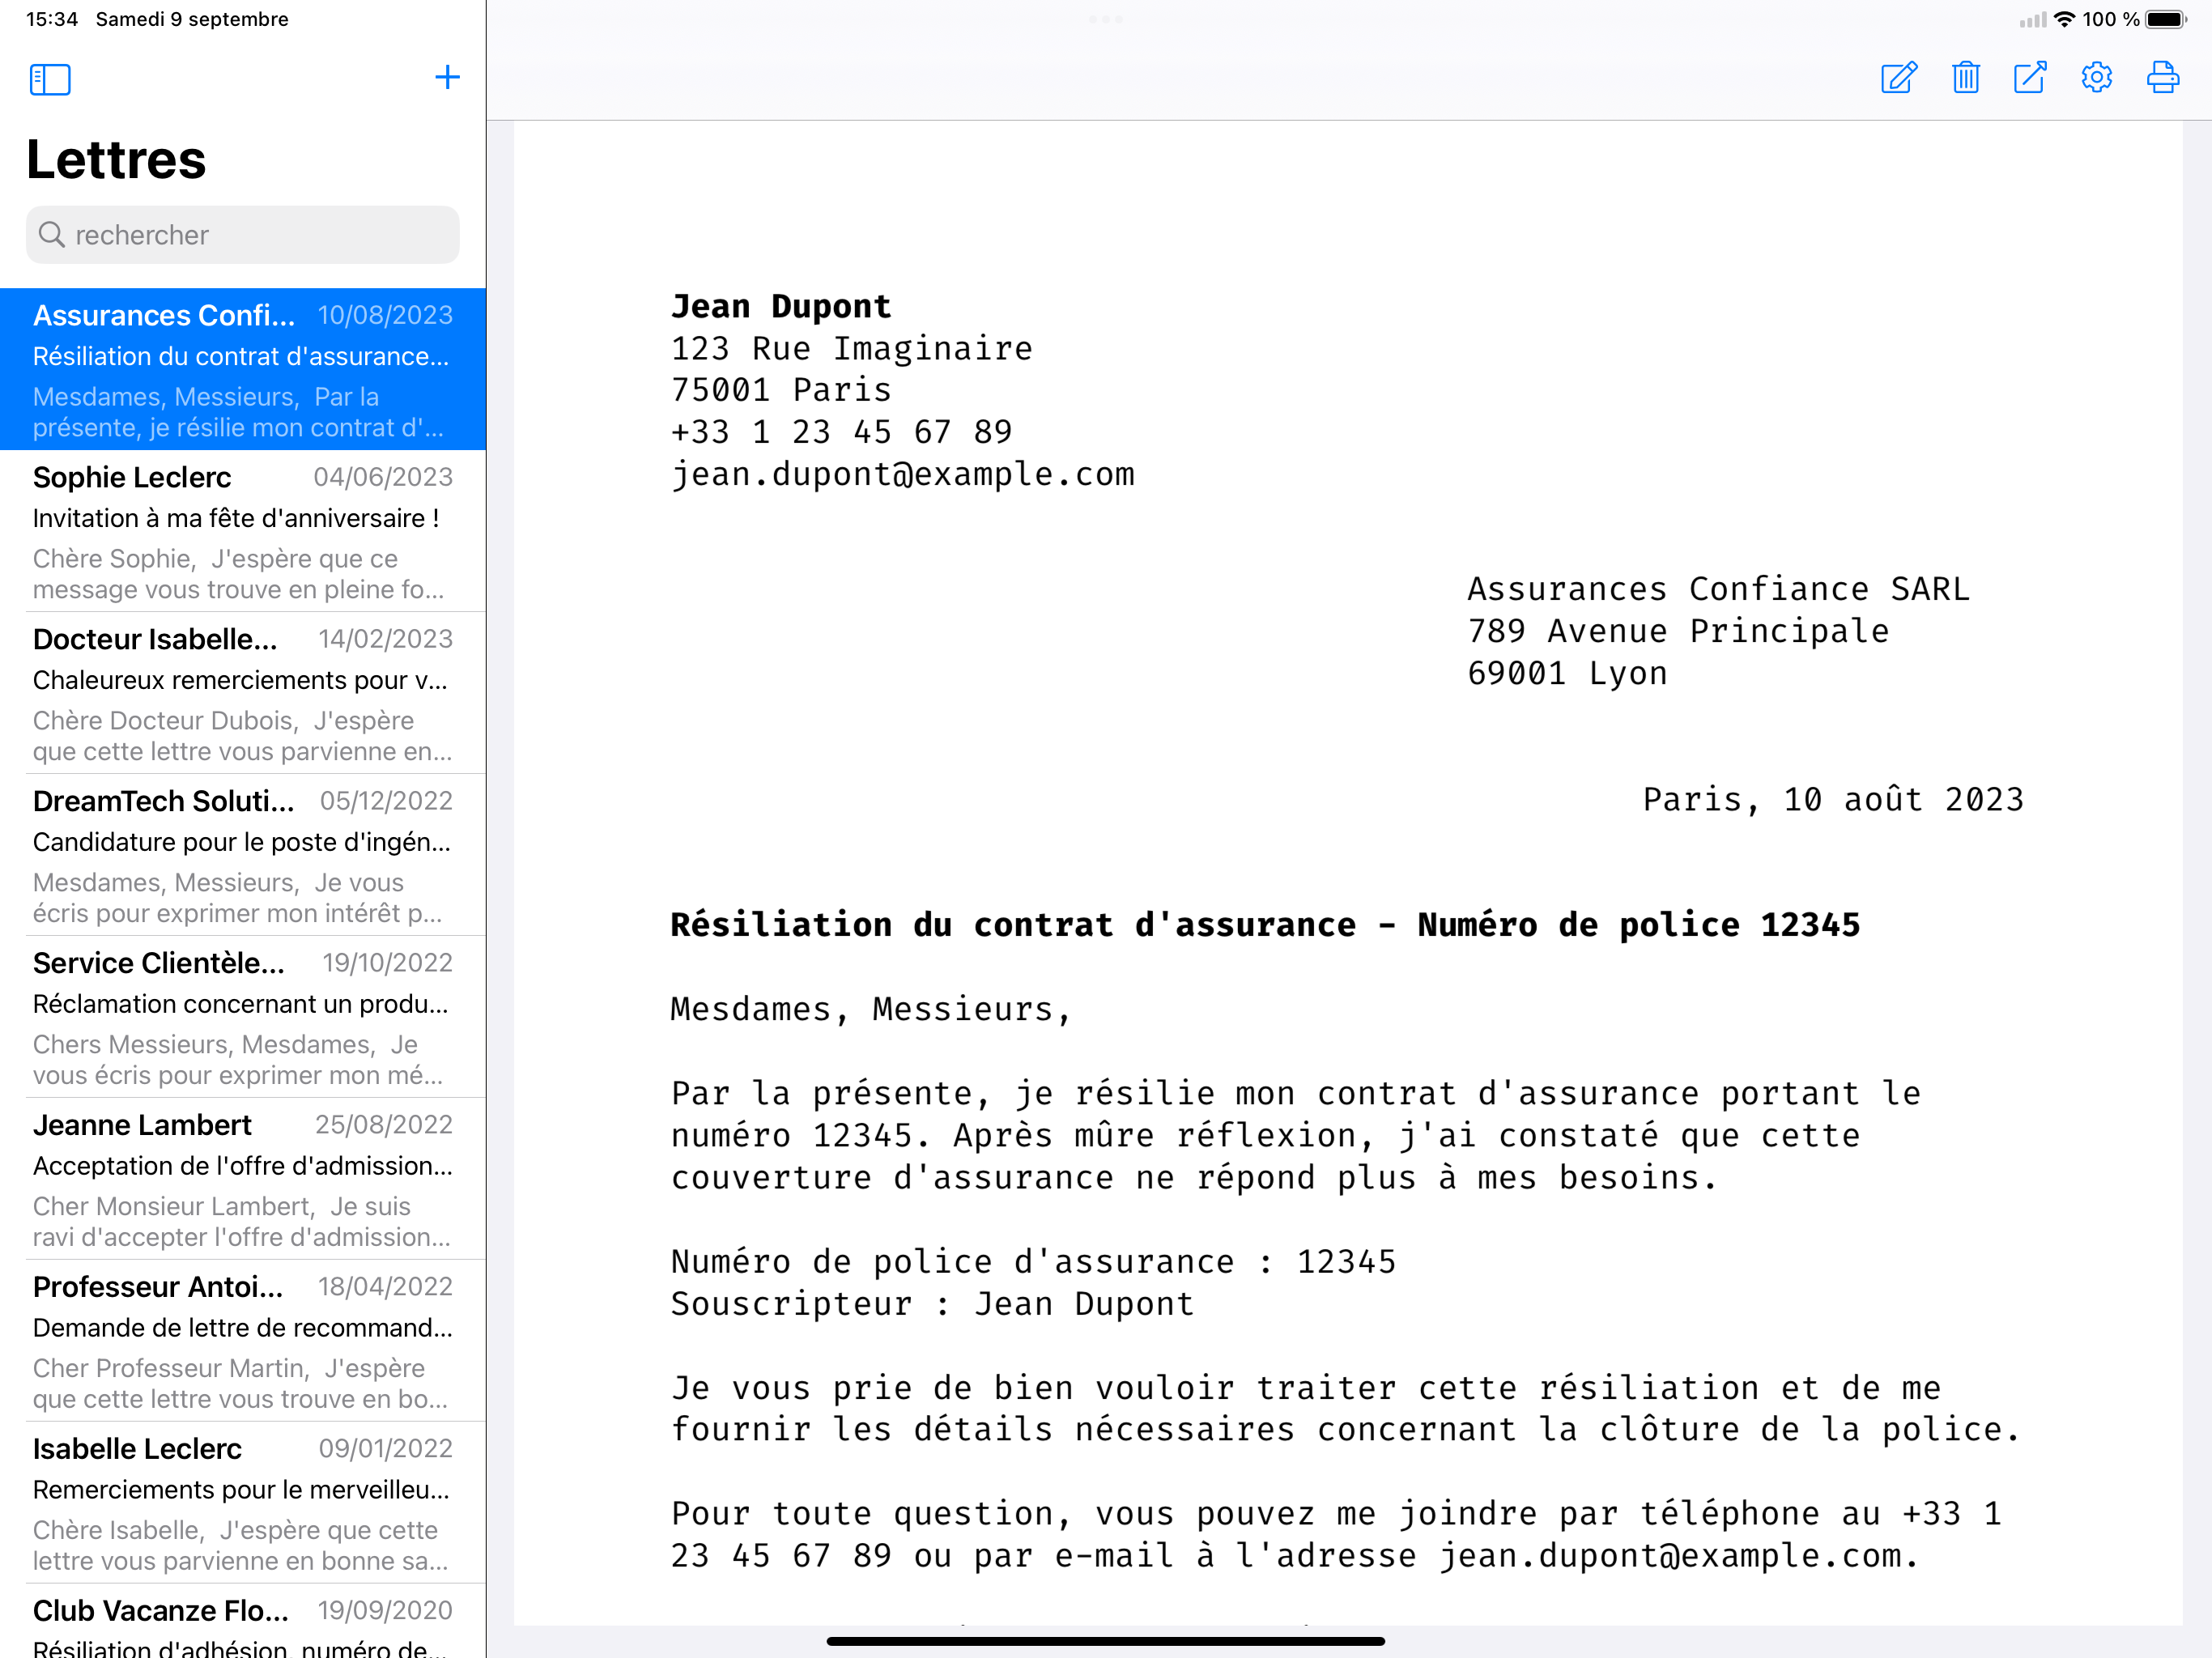 15:34 Samedi 9 septembre
100 %
Lettres
rechercher
Assurances Confi... 10/08/2023
Résiliation du contrat d'assurance...
Mesdames, Messieurs, Par la
présente, je résilie mon contrat d'...
Sophie Leclerc 04/06/2023
Invitation à ma fête d'anniversaire !
Chère Sophie, J'espère que ce
message vous trouve en pleine fo...
Docteur Isabelle... 14/02/2023
Chaleureux remerciements pour v...
Chère Docteur Dubois, J'espère
que cette lettre vous parvienne en...
DreamTech Soluti... 05/12/2022
Candidature pour le poste d'ingén...
Mesdames, Messieurs, Je vous
écris pour exprimer mon intérêt p...
Service Clientèle... 19/10/2022
Réclamation concernant un produ...
Chers Messieurs, Mesdames, Je
vous écris pour exprimer mon mé...
Jeanne Lambert 25/08/2022
Acceptation de l'offre d'admission...
Cher Monsieur Lambert, Je suis
ravi d'accepter l'offre d'admission...
Professeur Antoi... 18/04/2022
Demande de lettre de recommand...
Cher Professeur Martin, J'espère
que cette lettre vous trouve en bo...
Isabelle Leclerc 09/01/2022
Remerciements pour le merveilleu...
Chère Isabelle, J'espère que cette
lettre vous parvienne en bonne sa...
Club Vacanze Flo... 19/09/2020
Résiliation d'adhésion, numéro de...
Jean Dupont
123 Rue Imaginaire
75001 Paris
+33 1 23 45 67 89
jean.dupont@example.com
Assurances Confiance SARL
789 Avenue Principale
69001 Lyon
Paris, 10 août 2023
Résiliation du contrat d'assurance – Numéro de police 12345
Mesdames, Messieurs,
Par la présente, je résilie mon contrat d'assurance portant le
numéro 12345. Après mûre réflexion, j'ai constaté que cette
couverture d'assurance ne répond plus à mes besoins.
Numéro de police d'assurance : 12345
Souscripteur : Jean Dupont
Je vous prie de bien vouloir traiter cette résiliation et de me
fournir les détails nécessaires concernant la clôture de la police.
Pour toute question, vous pouvez me joindre par téléphone au +33 1
23 45 67 89 ou par e-mail à l'adresse jean.dupont@example.com.